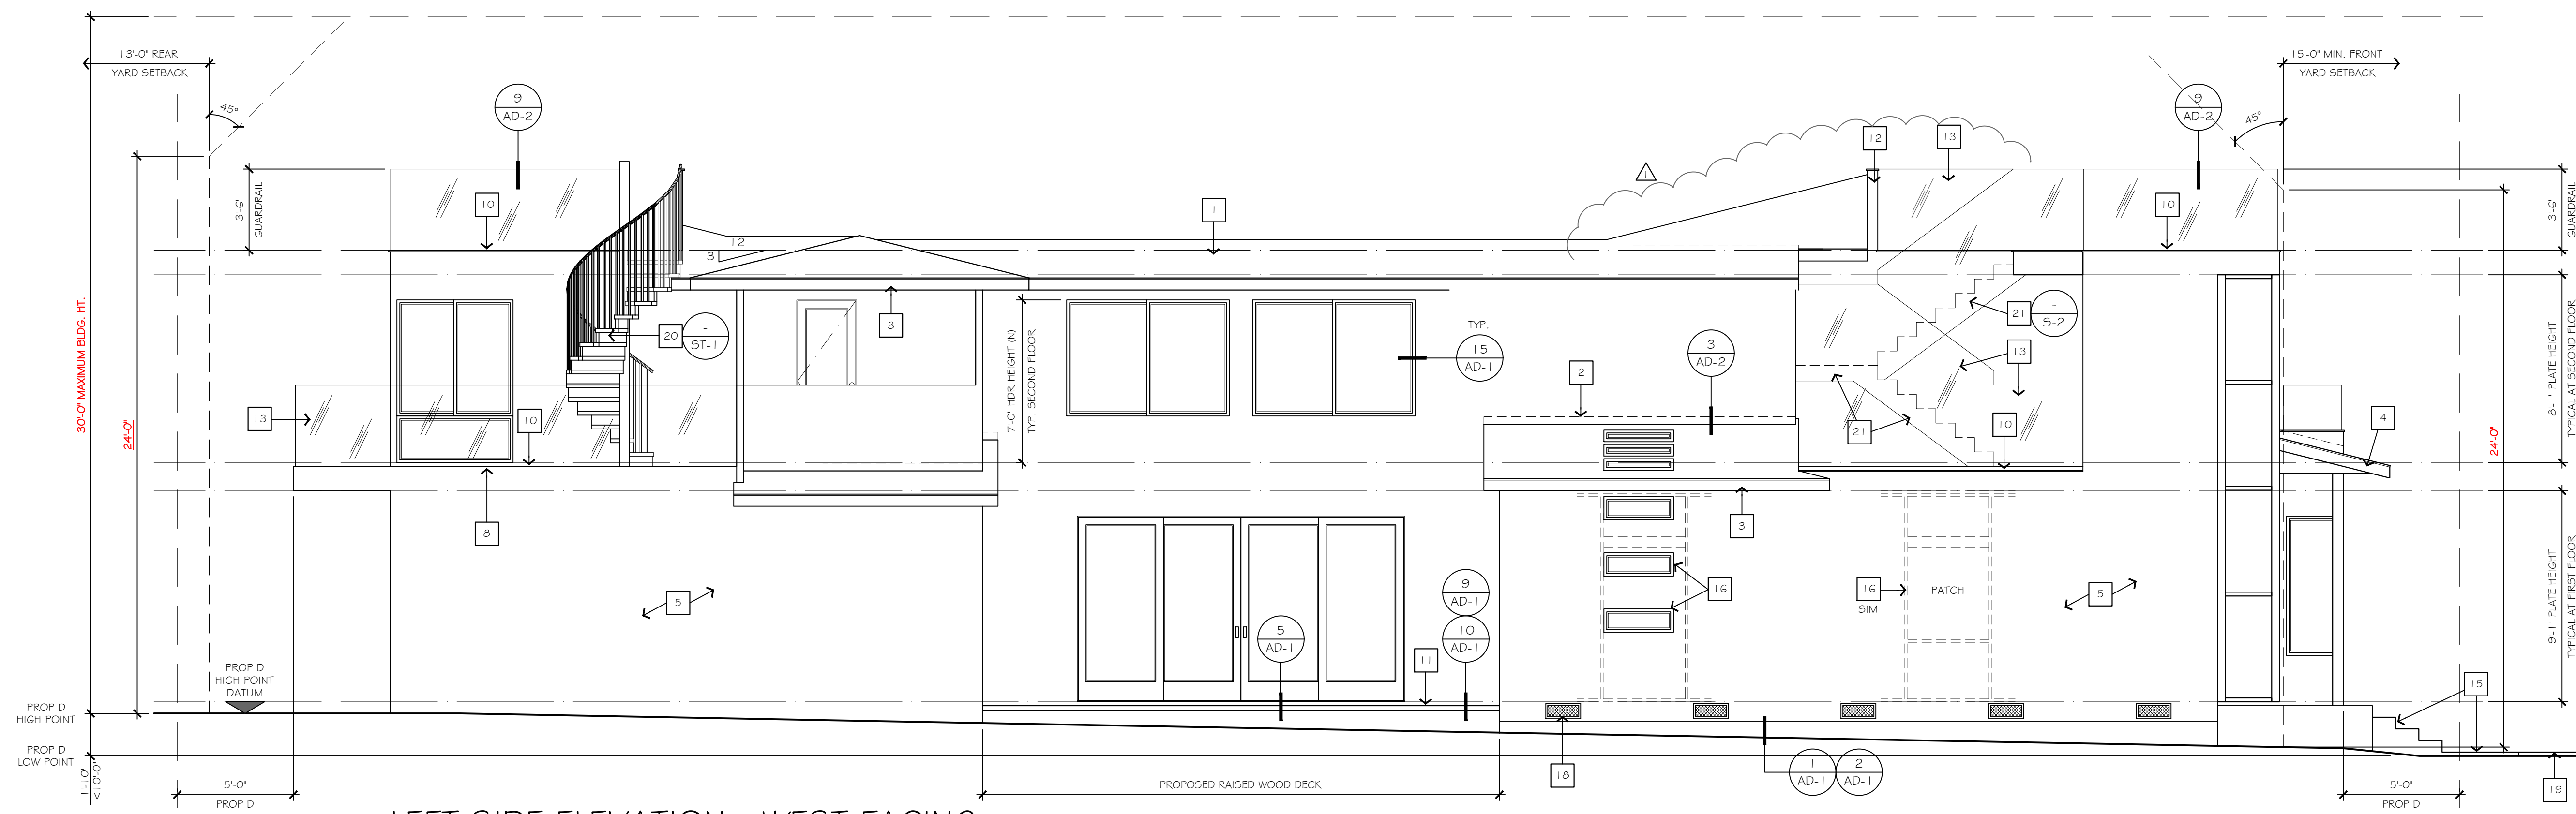 13'-0" REAR
YARD SETBACK
15'-0" MIN. FRONT
YARD SETBACK
45°
45°
9
AD-2
9
AD-2
12
13
1
3'-6"
GUARDRAIL
10
1
10
3'-6"
GUARDRAIL
12
3
30'-0" MAXIMUM BLDG. HT.
24'-0"
3
20
-
ST-1
7'-0" HDR HEIGHT (N)
TYP. SECOND FLOOR
TYP.
15
AD-1
3
AD-2
2
21
-
S-2
13
8'-1" PLATE HEIGHT
TYPICAL AT SECOND FLOOR
13
10
21
10
4
24'-0"
8
3
5
9
AD-1
10
AD-1
5
AD-1
11
16
16
SIM
PATCH
5
9'-1" PLATE HEIGHT
TYPICAL AT FIRST FLOOR
PROP D
HIGH POINT
DATUM
PROP D
HIGH POINT
15
PROP D
LOW POINT
1'-10"
<10'-0"
5'-0"
PROP D
PROPOSED RAISED WOOD DECK
18
1
AD-1
2
AD-1
5'-0"
PROP D
19
LEFT SIDE ELEVATION - WEST FACING